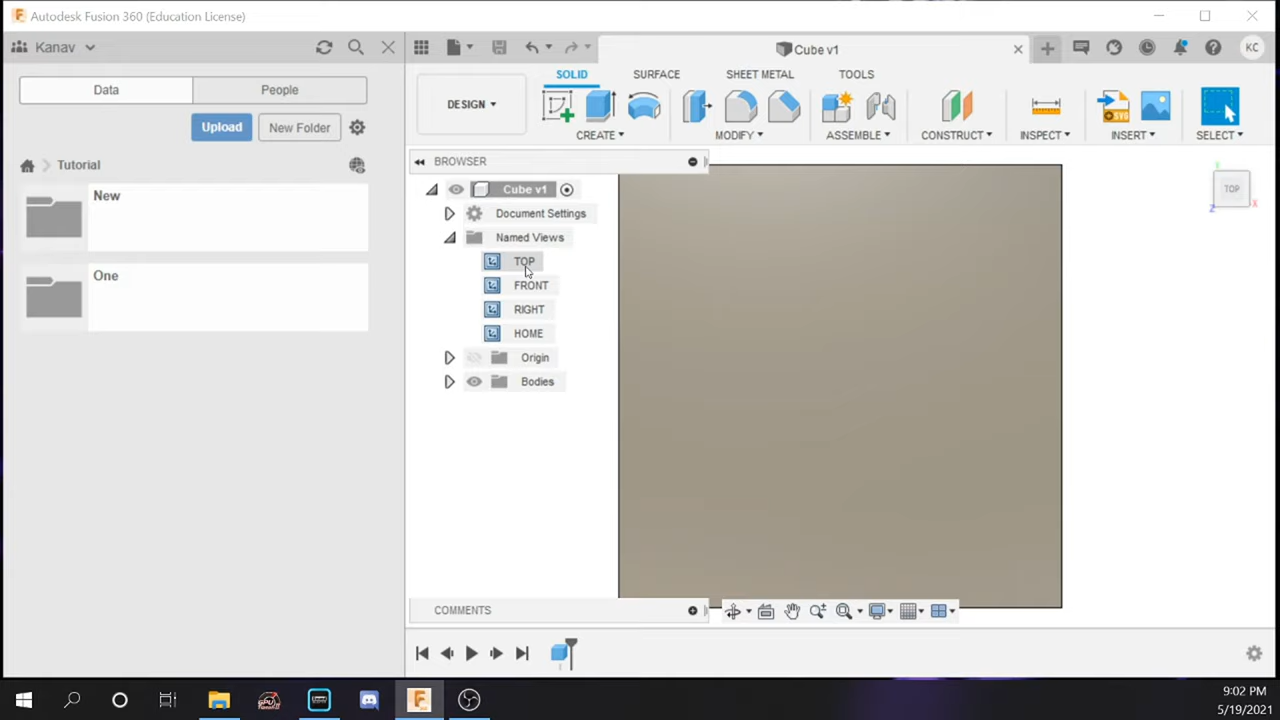 Autodesk Fusion 360 (Education License)
Kanav
Data
People
Upload
New Folder
Tutorial
New
One
Cube v1
KC
DESIGN
SOLID
SURFACE
SHEET METAL
TOOLS
CREATE
MODIFY
ASSEMBLE
CONSTRUCT
INSPECT
INSERT
SELECT
BROWSER
Cube v1
Document Settings
Named Views
TOP
FRONT
RIGHT
HOME
Origin
Bodies
Y
TOP
Z
X
COMMENTS
9:02 PM
5/19/2021